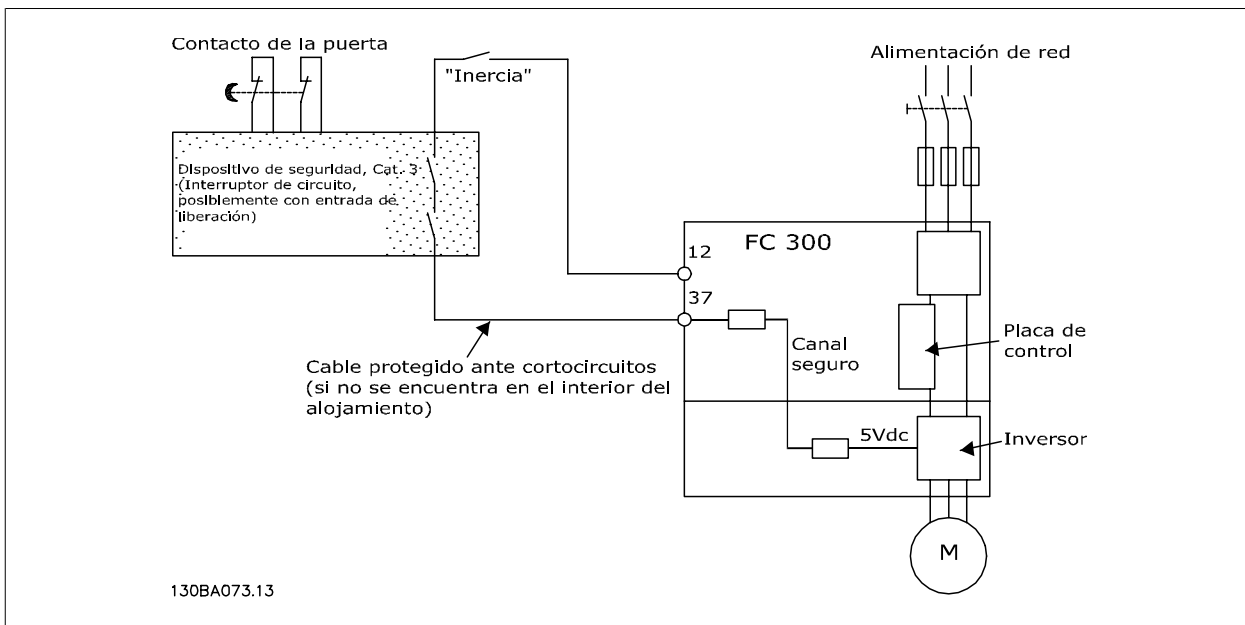 Contacto de la puerta
"Inercia"
Alimentación de red
Dispositivo de seguridad, Cat. 3
(Interruptor de circuito,
posiblemente con entrada de
liberación)
FC 300
12
37
Canal
seguro
Placa de
control
Cable protegido ante cortocircuitos
(si no se encuentra en el interior del
alojamiento)
5Vdc
Inversor
M
130BA073.13